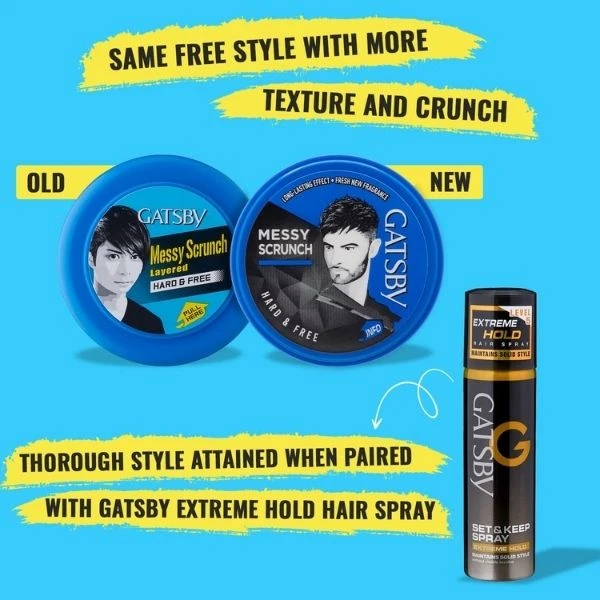 SAME FREE STYLE WITH MORE
TEXTURE AND CRUNCH
OLD
GATSBY
Messy Scrunch
Layered
HARD & FREE
PULL
HERE
NEW
LONG-LASTING EFFECT • FRESH NEW FRAGRANCE
MESSY
SCRUNCH
GATSBY
HARD & FREE
INFO
LEVEL
EXTREME
HOLD
HAIR SPRAY
MAINTAINS SOLID STYLE
GATSBY
G
SET & KEEP
SPRAY
EXTREME HOLD
MAINTAINS SOLID STYLE
THOROUGH STYLE ATTAINED WHEN PAIRED
WITH GATSBY EXTREME HOLD HAIR SPRAY